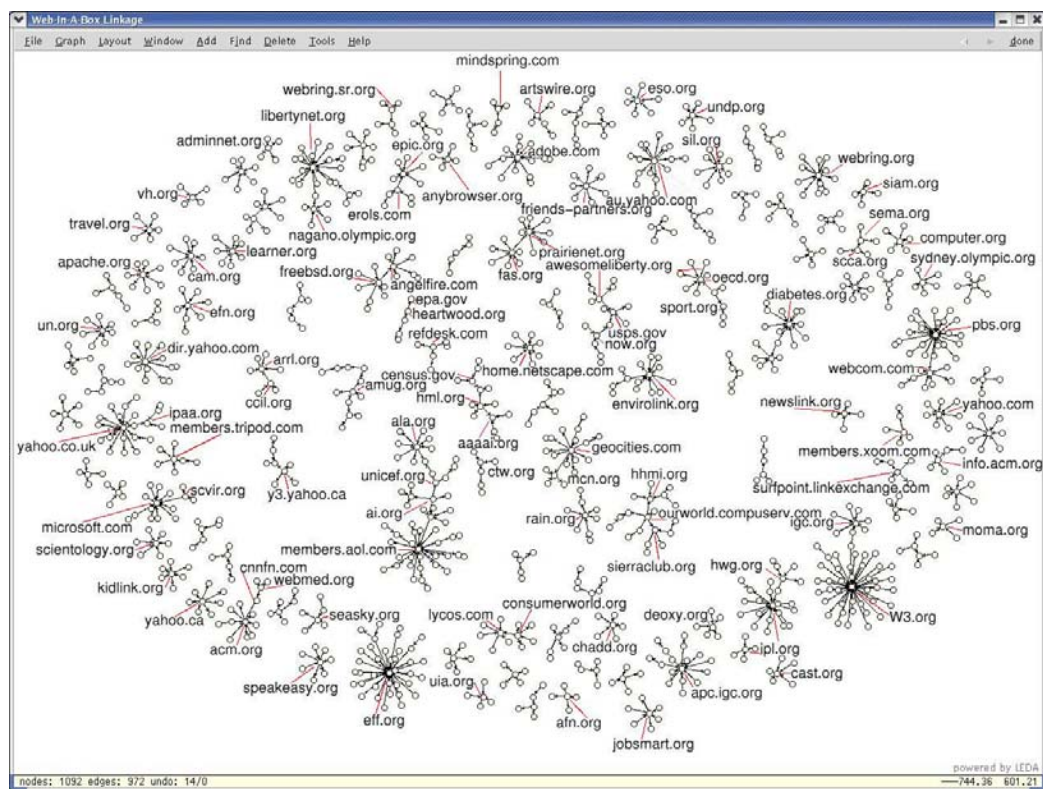 Web-In-A-Box Linkage
File Graph Layout Window Add Find Delete Tools Help done
mindspring.com
webring.sr.org
artswire.org
eso.org
libertynet.org
undp.org
adminnet.org
epic.org
adobe.com
sil.org
webring.org
vh.org
anybrowser.org
au.yahoo.com
siam.org
erols.com
friends-partners.org
travel.org
nagano.olympic.org
sema.org
learner.org
prairienet.org
computer.org
apache.org
cam.org
freebsd.org
fas.org
awesomeliberty.org
scca.org
sydney.olympic.org
angelfire.com
oecd.org
epa.gov
diabetes.org
efn.org
heartwood.org
sport.org
un.org
refdesk.com
usps.gov
pbs.org
dir.yahoo.com
now.org
arrl.org
census.gov
home.netscape.com
webcom.com
amug.org
ccil.org
hml.org
envirolink.org
newslink.org
yahoo.com
ipaa.org
ala.org
members.tripod.com
yahoo.co.uk
aaaai.org
geocities.com
members.xoom.com
ctw.org
info.acm.org
unicef.org
mcn.org
hhmi.org
scvir.org
y3.yahoo.ca
surfpoint.linkexchange.com
ai.org
ourworld.compuserv.com
microsoft.com
rain.org
igc.org
moma.org
scientology.org
members.aol.com
sierraclub.org
hwg.org
cnnfn.com
kidlink.org
webmed.org
yahoo.ca
seasky.org
lycos.com
consumerworld.org
deoxy.org
W3.org
acm.org
chadd.org
ipl.org
speakeasy.org
uia.org
cast.org
apc.igc.org
eff.org
afn.org
jobsmart.org
powered by LEDA
nodes: 1092 edges: 972 undo: 14/0
744.36 601.21